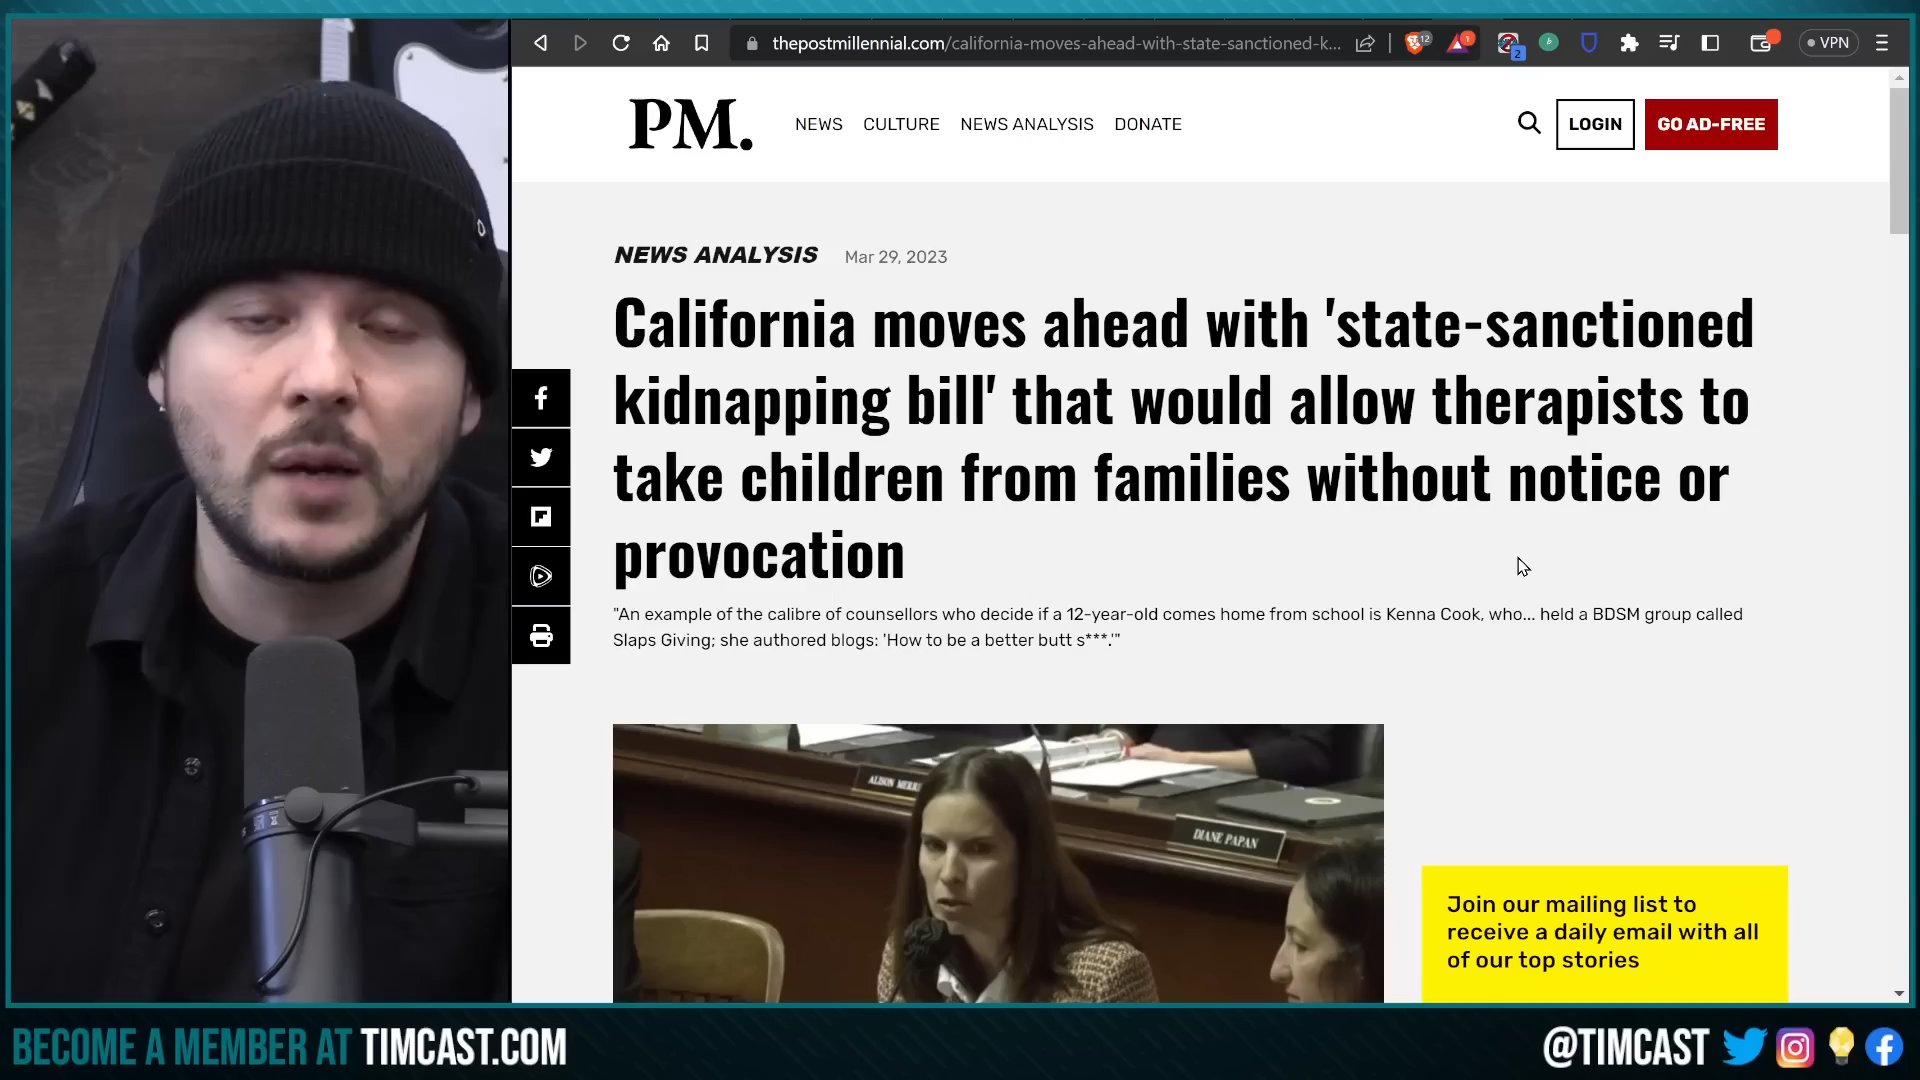 thepostmillennial.com/california-moves-ahead-with-state-sanctioned-k...
12
1
2
VPN
PM.
NEWS
CULTURE
NEWS ANALYSIS
DONATE
LOGIN
GO AD-FREE
NEWS ANALYSIS
Mar 29, 2023
California moves ahead with 'state-sanctioned
kidnapping bill' that would allow therapists to
take children from families without notice or
provocation
"An example of the calibre of counsellors who decide if a 12-year-old comes home from school is Kenna Cook, who... held a BDSM group called
Slaps Giving; she authored blogs: 'How to be a better butt s***.'"
ALISON MERR
DIANE PAPAN
Join our mailing list to
receive a daily email with all
of our top stories
BECOME A MEMBER AT TIMCAST.COM
@TIMCAST